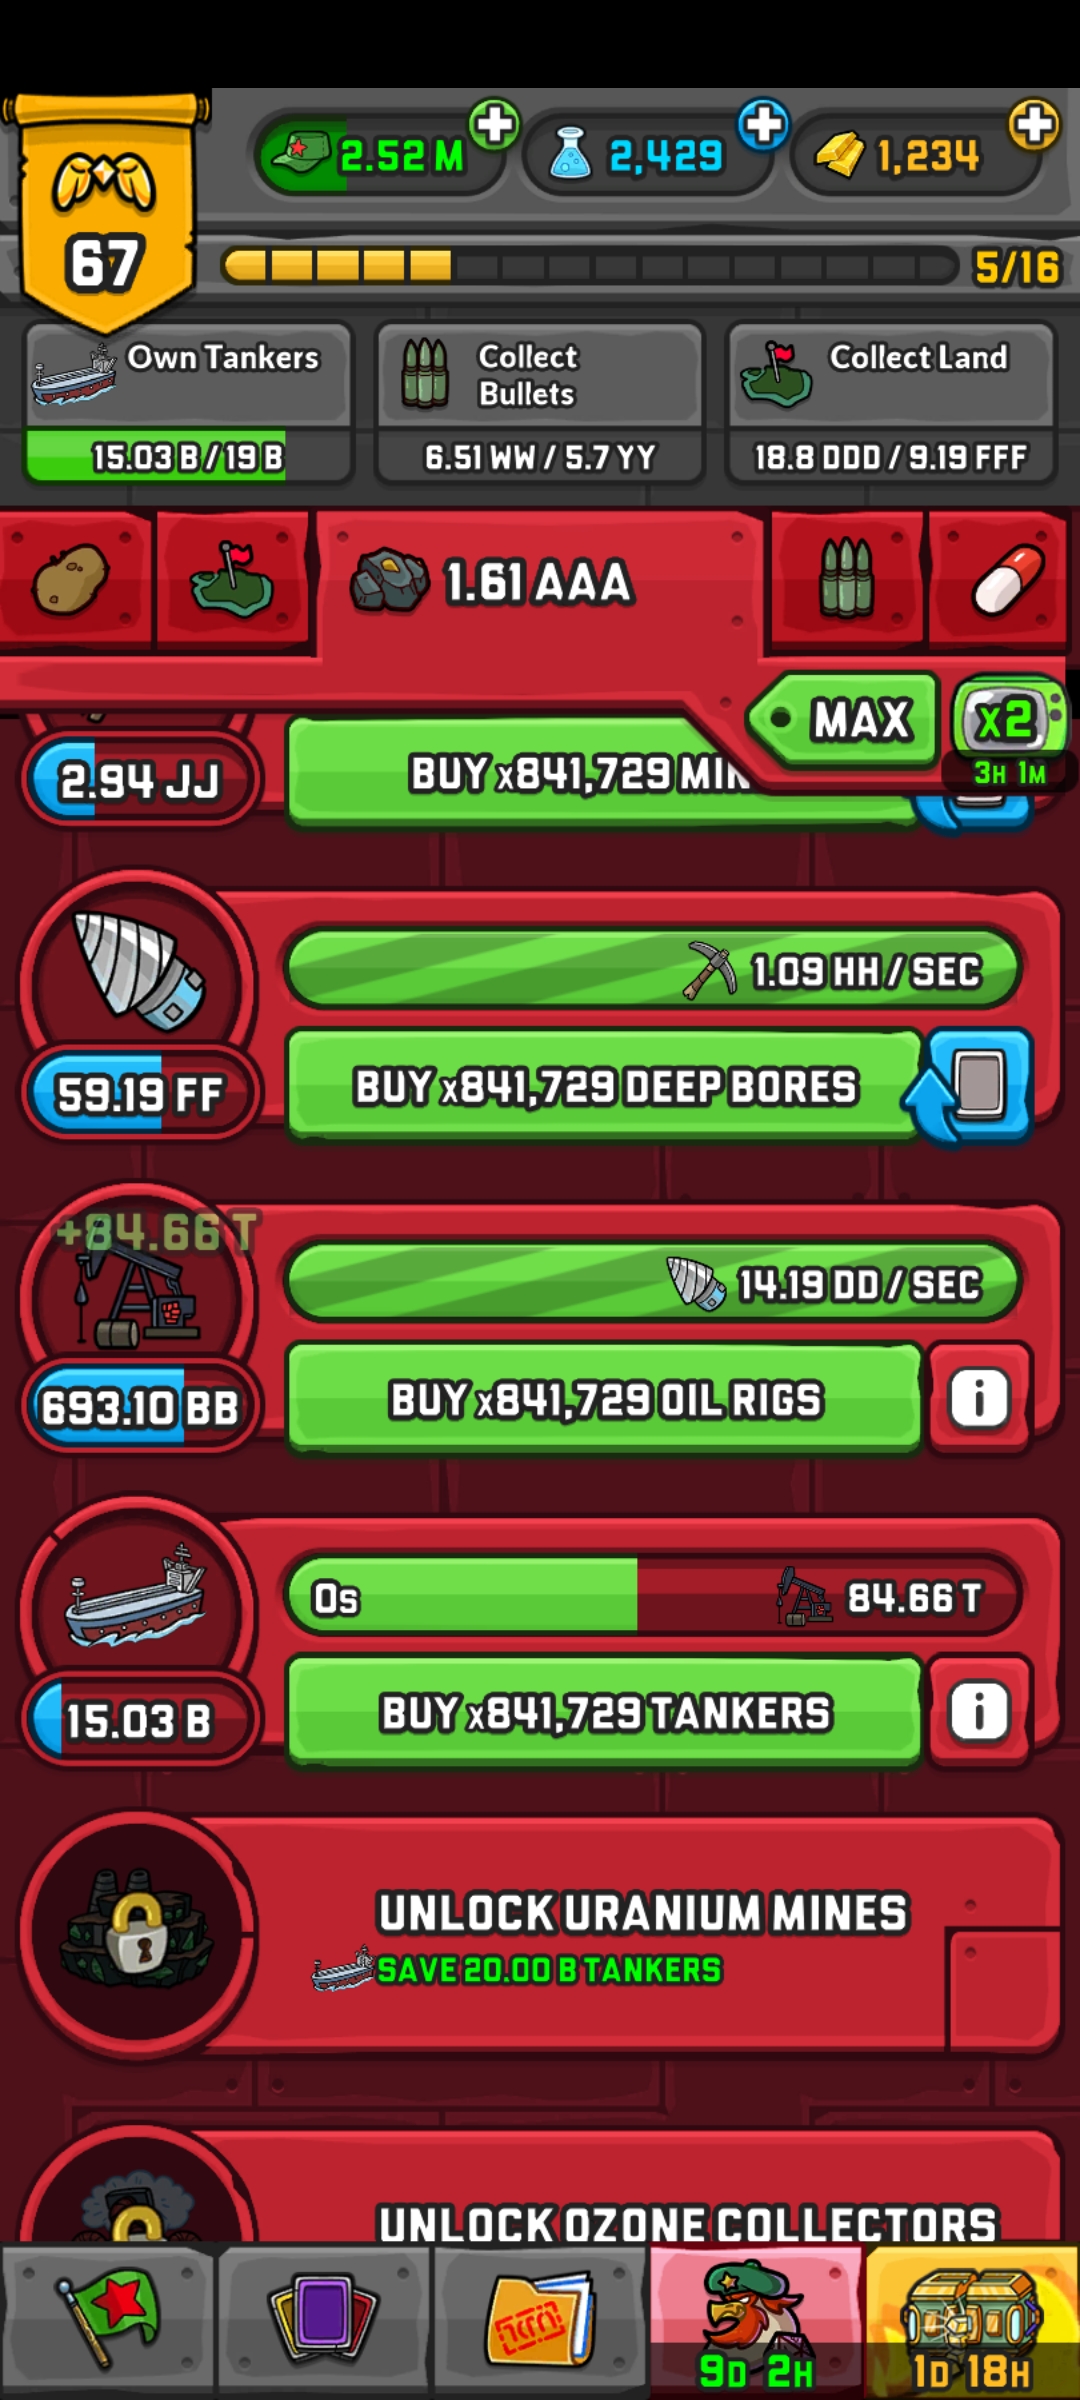 67
2.52 M
2,429
1,234
5/16
Own Tankers
15.03 B / 19 B
Collect
Bullets
6.51 WW / 5.7 YY
Collect Land
18.8 DDD / 9.19 FFF
1.61 AAA
MAX
x2
3H 1M
2.94 JJ
BUY x841,729 MIN
1.09 HH / SEC
59.19 FF
BUY x841,729 DEEP BORES
+84.66 T
14.19 DD / SEC
693.10 BB
BUY x841,729 OIL RIGS
0s
84.66 T
15.03 B
BUY x841,729 TANKERS
UNLOCK URANIUM MINES
SAVE 20.00 B TANKERS
UNLOCK OZONE COLLECTORS
9D 2H
1D 18H